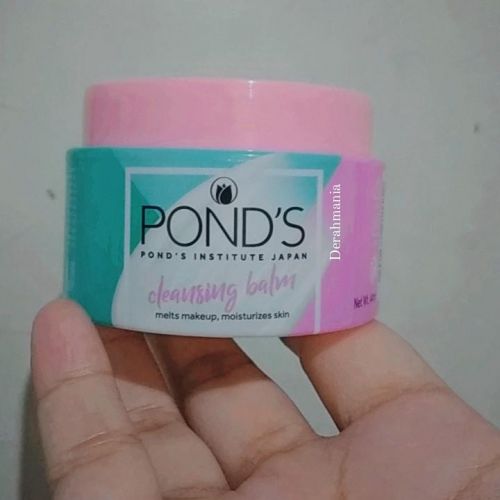 POND'S
POND'S INSTITUTE JAPAN
cleansing balm
melts makeup, moisturizes skin
Net Wt.
Derahmania